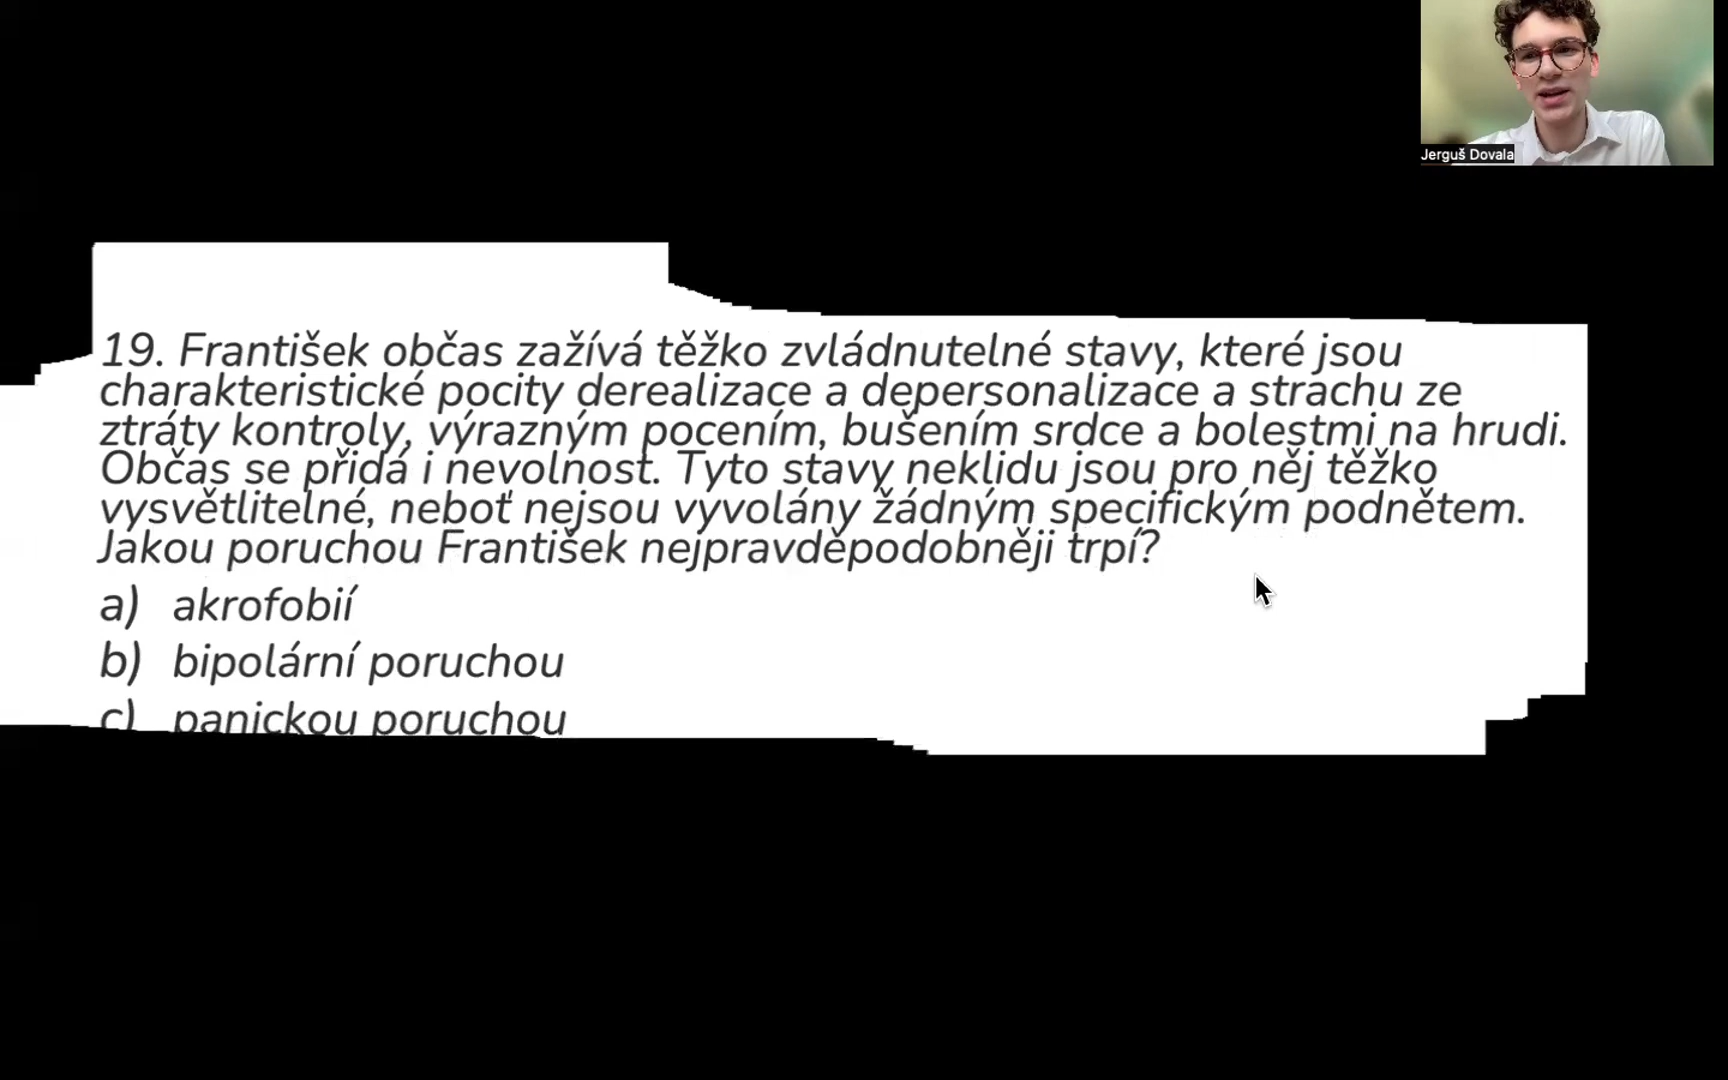 Jerguš Dovala
19. František občas zažívá těžko zvládnutelné stavy, které jsou
charakteristické pocity derealizace a depersonalizace a strachu ze
ztráty kontroly, výrazným pocením, bušením srdce a bolestmi na hrudi.
Občas se přidá i nevolnost. Tyto stavy neklidu jsou pro něj těžko
vysvětlitelné, neboť nejsou vyvolány žádným specifickým podnětem.
Jakou poruchou František nejpravděpodobněji trpí?
a) akrofobií
b) bipolární poruchou
c) panickou poruchou